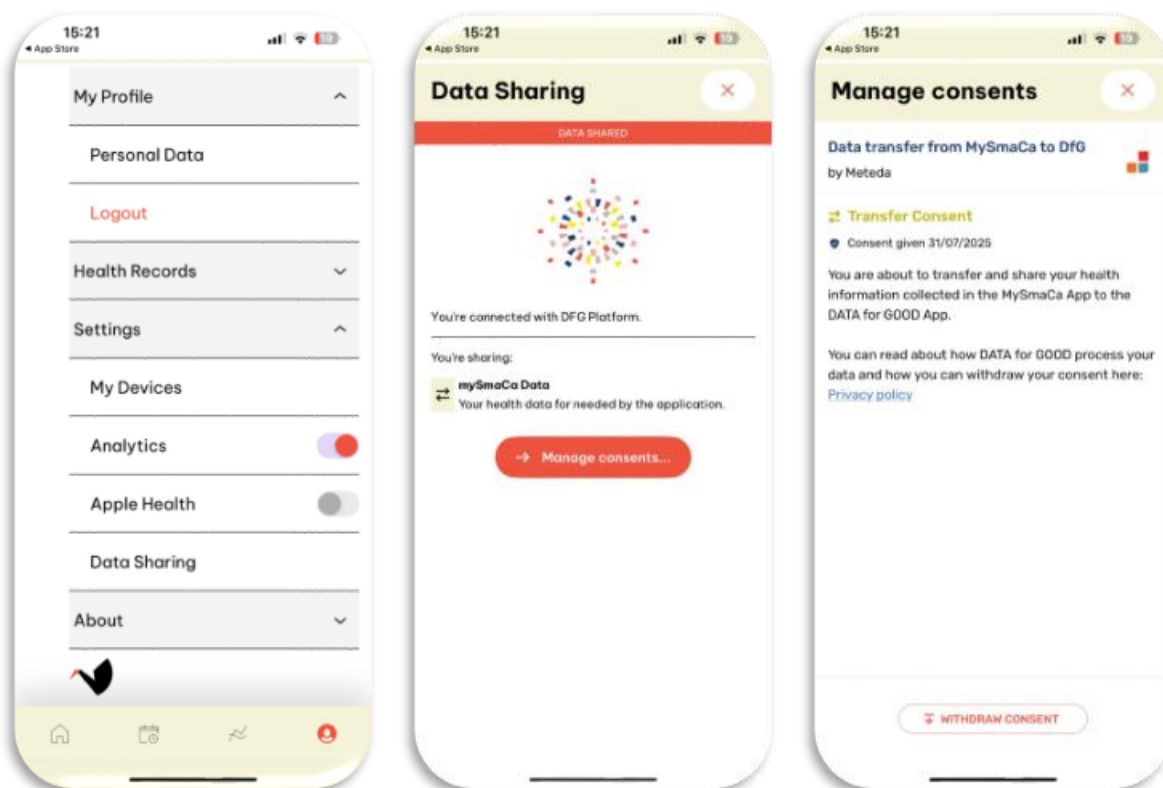 15:21
App Store
19
My Profile
Personal Data
Logout
Health Records
Settings
My Devices
Analytics
Apple Health
Data Sharing
About
15:21
App Store
19
Data Sharing
DATA SHARED
You're connected with DFG Platform.
You're sharing:
mySmaCa Data
Your health data for needed by the application.
Manage consents...
15:21
App Store
19
Manage consents
Data transfer from MySmaCa to DfG
by Meteda
Transfer Consent
Consent given 31/07/2025
You are about to transfer and share your health
information collected in the MySmaCa App to the
DATA for GOOD App.
You can read about how DATA for GOOD process your
data and how you can withdraw your consent here:
Privacy policy
WITHDRAW CONSENT